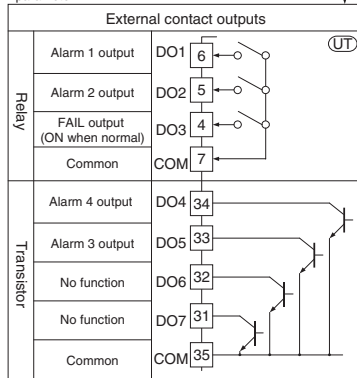 External contact outputs
UT
Relay
Alarm 1 output DO1 6
Alarm 2 output DO2 5
FAIL output
(ON when normal) DO3 4
Common COM 7
Transistor
Alarm 4 output DO4 34
Alarm 3 output DO5 33
No function DO6 32
No function DO7 31
Common COM 35